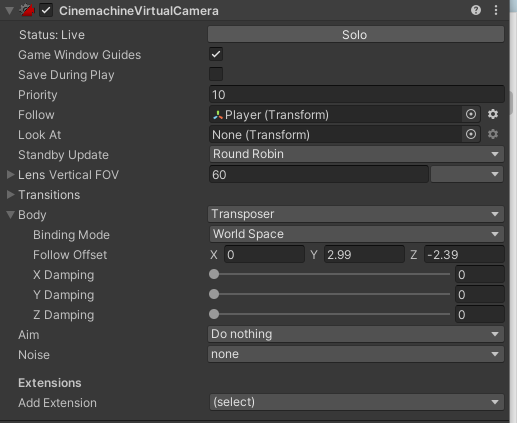 CinemachineVirtualCamera
Status: Live Solo
Game Window Guides
Save During Play
Priority 10
Follow Player (Transform)
Look At None (Transform)
Standby Update Round Robin
Lens Vertical FOV 60
Transitions
Body Transposer
Binding Mode World Space
Follow Offset X 0 Y 2.99 Z -2.39
X Damping 0
Y Damping 0
Z Damping 0
Aim Do nothing
Noise none
Extensions
Add Extension (select)